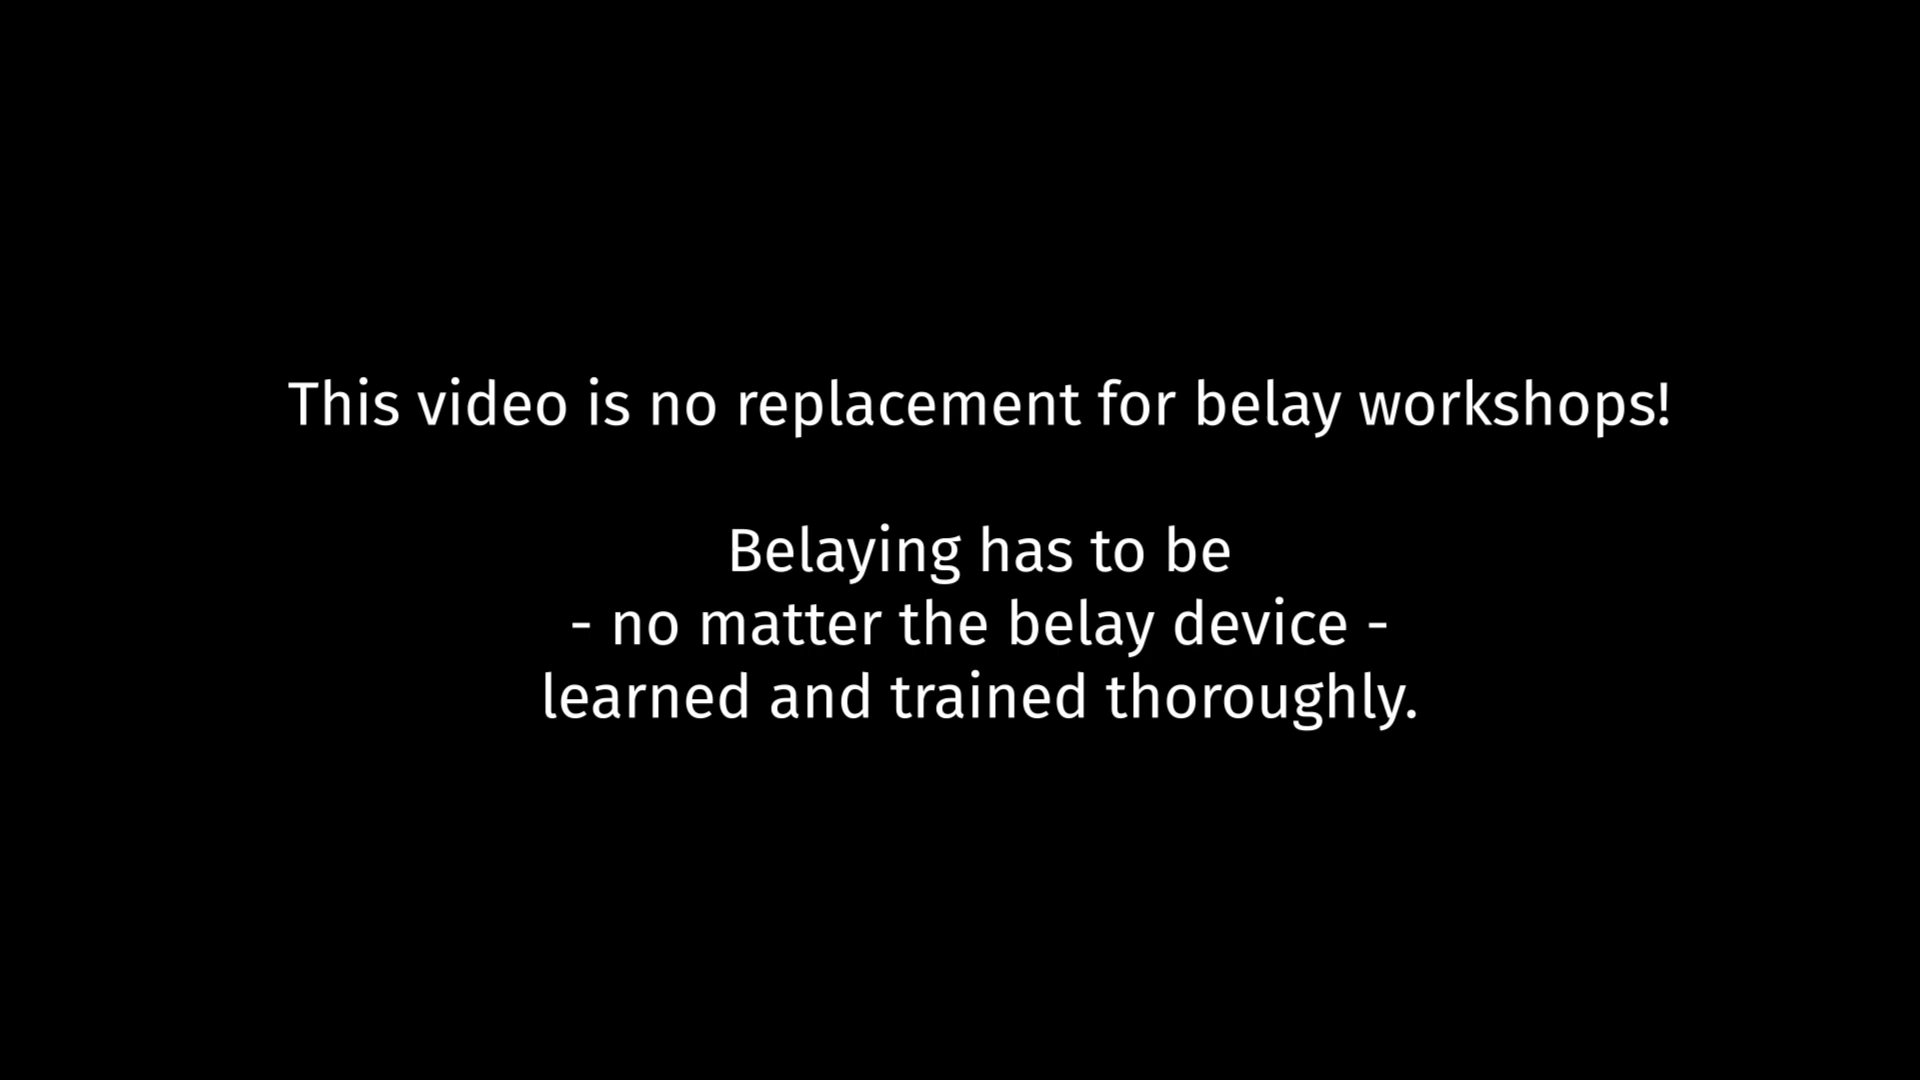 This video is no replacement for belay workshops!
Belaying has to be
- no matter the belay device -
learned and trained thoroughly.